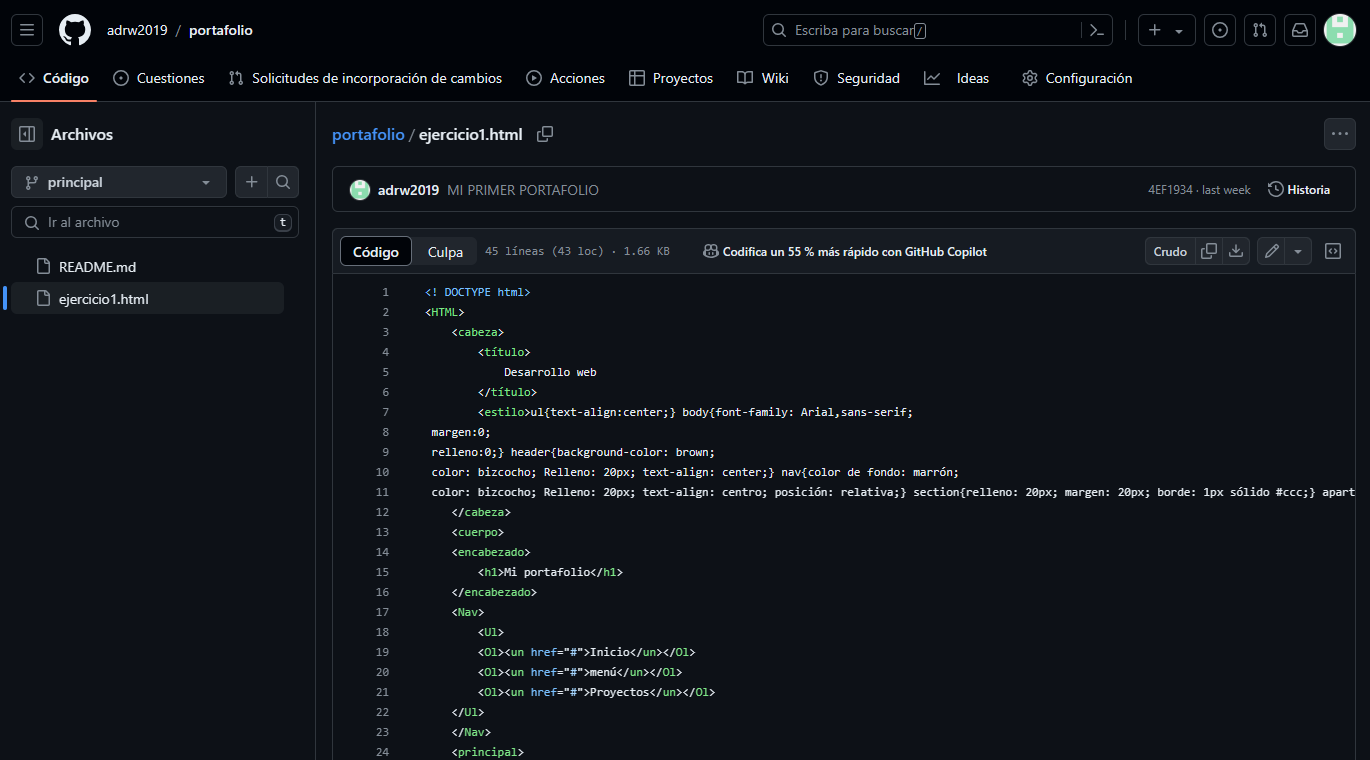 adrw2019 / portafolio
Escriba para buscar /
Código Cuestiones Solicitudes de incorporación de cambios Acciones Proyectos Wiki Seguridad Ideas Configuración
Archivos
principal
Ir al archivo t
README.md
ejercicio1.html
portafolio / ejercicio1.html
adrw2019 MI PRIMER PORTAFOLIO 4EF1934 · last week Historia
Código Culpa 45 líneas (43 loc) · 1.66 KB Codifica un 55 % más rápido con GitHub Copilot Crudo
1 <! DOCTYPE html>
2 <HTML>
3 <cabeza>
4 <título>
5 Desarrollo web
6 </título>
7 <estilo>ul{text-align:center;} body{font-family: Arial,sans-serif;
8 margen:0;
9 relleno:0;} header{background-color: brown;
10 color: bizcocho; Relleno: 20px; text-align: center;} nav{color de fondo: marrón;
11 color: bizcocho; Relleno: 20px; text-align: centro; posición: relativa;} section{relleno: 20px; margen: 20px; borde: 1px sólido #ccc;} apart
12 </cabeza>
13 <cuerpo>
14 <encabezado>
15 <h1>Mi portafolio</h1>
16 </encabezado>
17 <Nav>
18 <Ul>
19 <Ol><un href="#">Inicio</un></Ol>
20 <Ol><un href="#">menú</un></Ol>
21 <Ol><un href="#">Proyectos</un></Ol>
22 </Ul>
23 </Nav>
24 <principal>